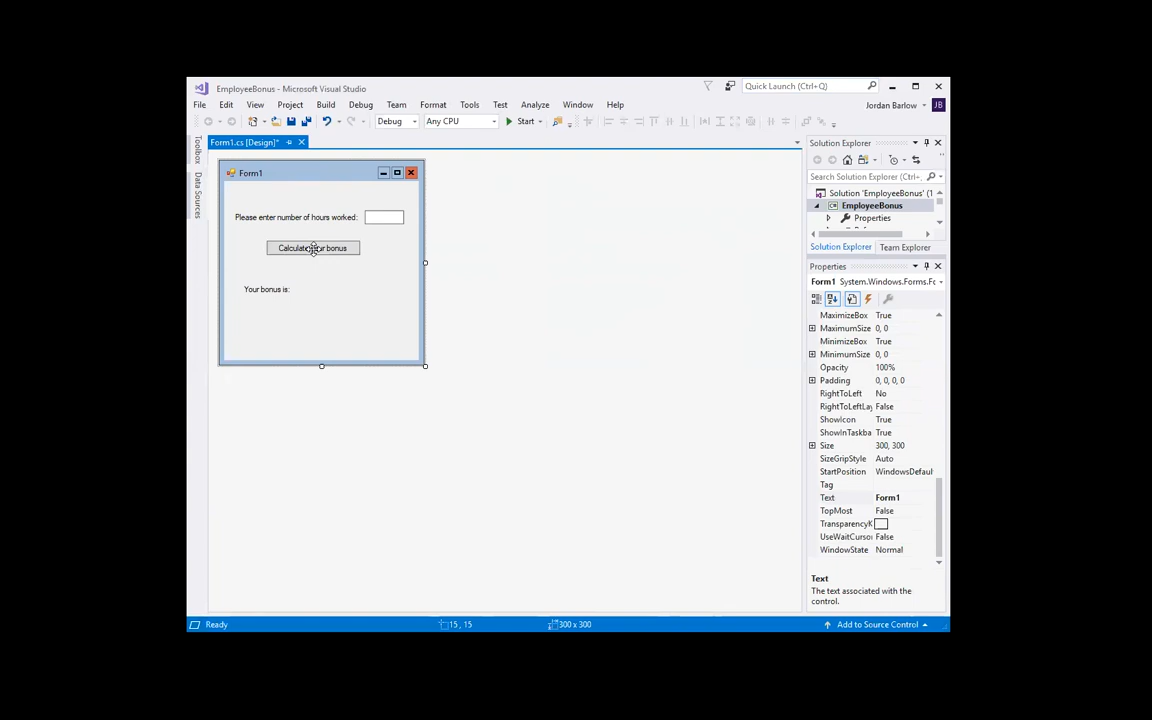 EmployeeBonus - Microsoft Visual Studio
Quick Launch (Ctrl+Q)
File Edit View Project Build Debug Team Format Tools Test Analyze Window Help
Jordan Barlow JB
Debug Any CPU Start
Toolbox
Data Sources
Form1.cs [Design]*
Form1
Please enter number of hours worked:
your bonus
Your bonus is:
Solution Explorer
Search Solution Explorer (Ctrl+;
Solution 'EmployeeBonus' (1
EmployeeBonus
Properties
Solution Explorer Team Explorer
Properties
Form1 System.Windows.Forms.Fc
MaximizeBox True
MaximumSize 0, 0
MinimizeBox True
MinimumSize 0, 0
Opacity 100%
Padding 0, 0, 0, 0
RightToLeft No
RightToLeftLay False
ShowIcon True
ShowInTaskba True
Size 300, 300
SizeGripStyle Auto
StartPosition WindowsDefaul
Tag
Text Form1
TopMost False
TransparencyK
UseWaitCursor False
WindowState Normal
Text
The text associated with the
control.
Ready 15 , 15 300 x 300 Add to Source Control